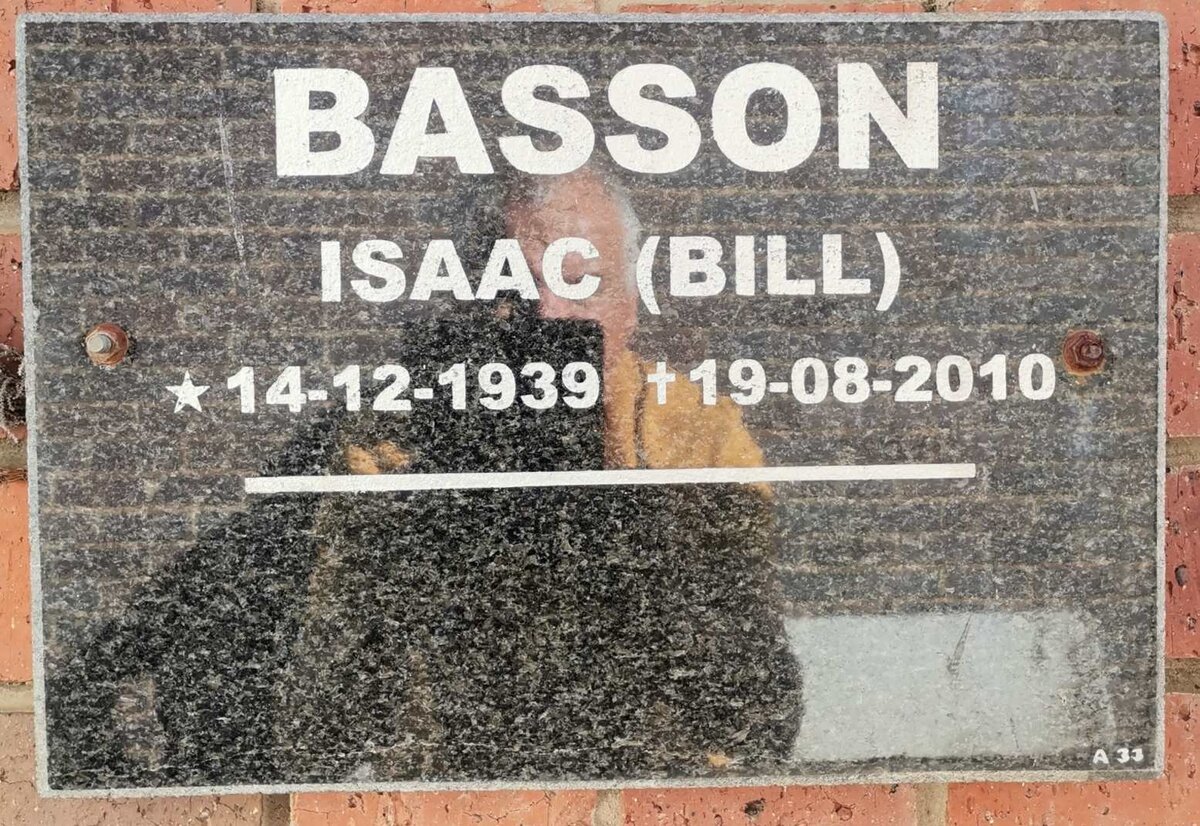 BASSON
ISAAC (BILL)
★14-12-1939 †19-08-2010
A 33